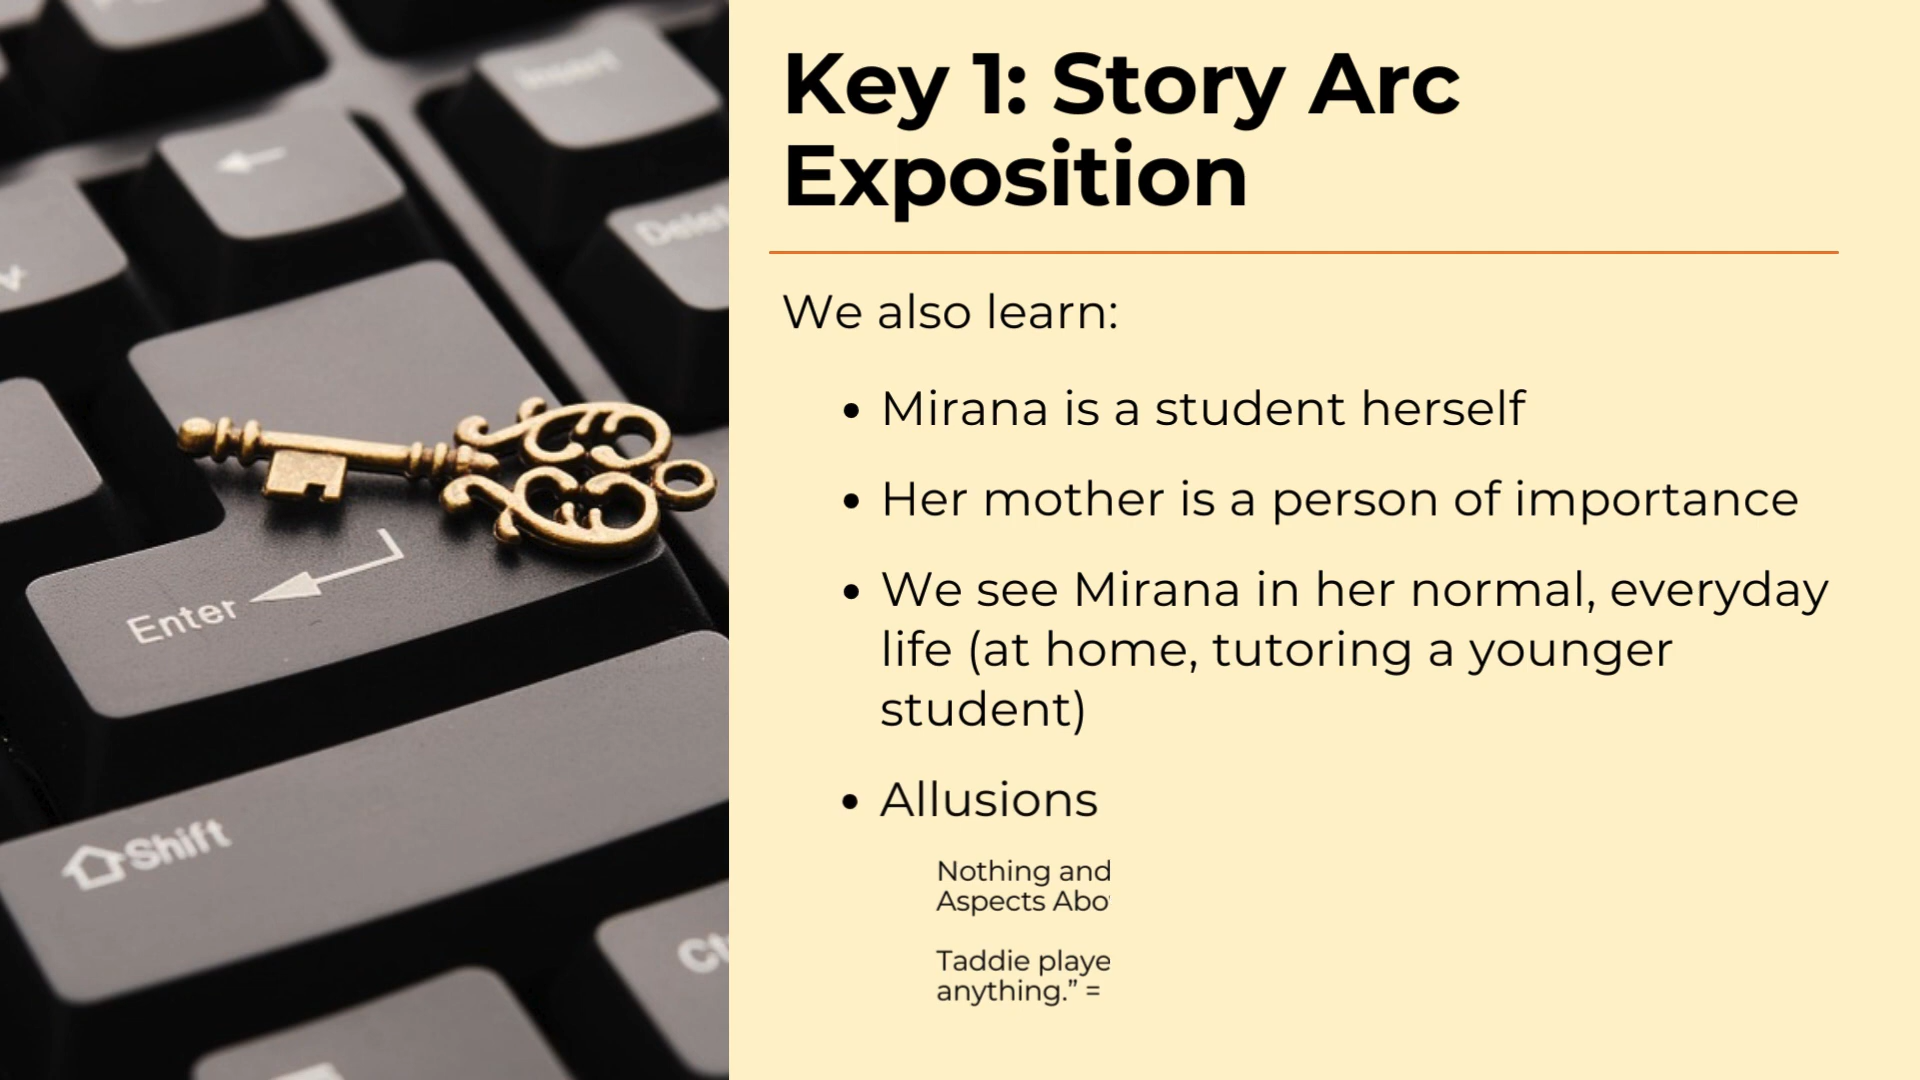 Key 1: Story Arc
Exposition
We also learn:
• Mirana is a student herself
• Her mother is a person of importance
• We see Mirana in her normal, everyday
life (at home, tutoring a younger
student)
• Allusions
Nothing and
Aspects
Taddie
anything.” =
Insert
Enter
Shift